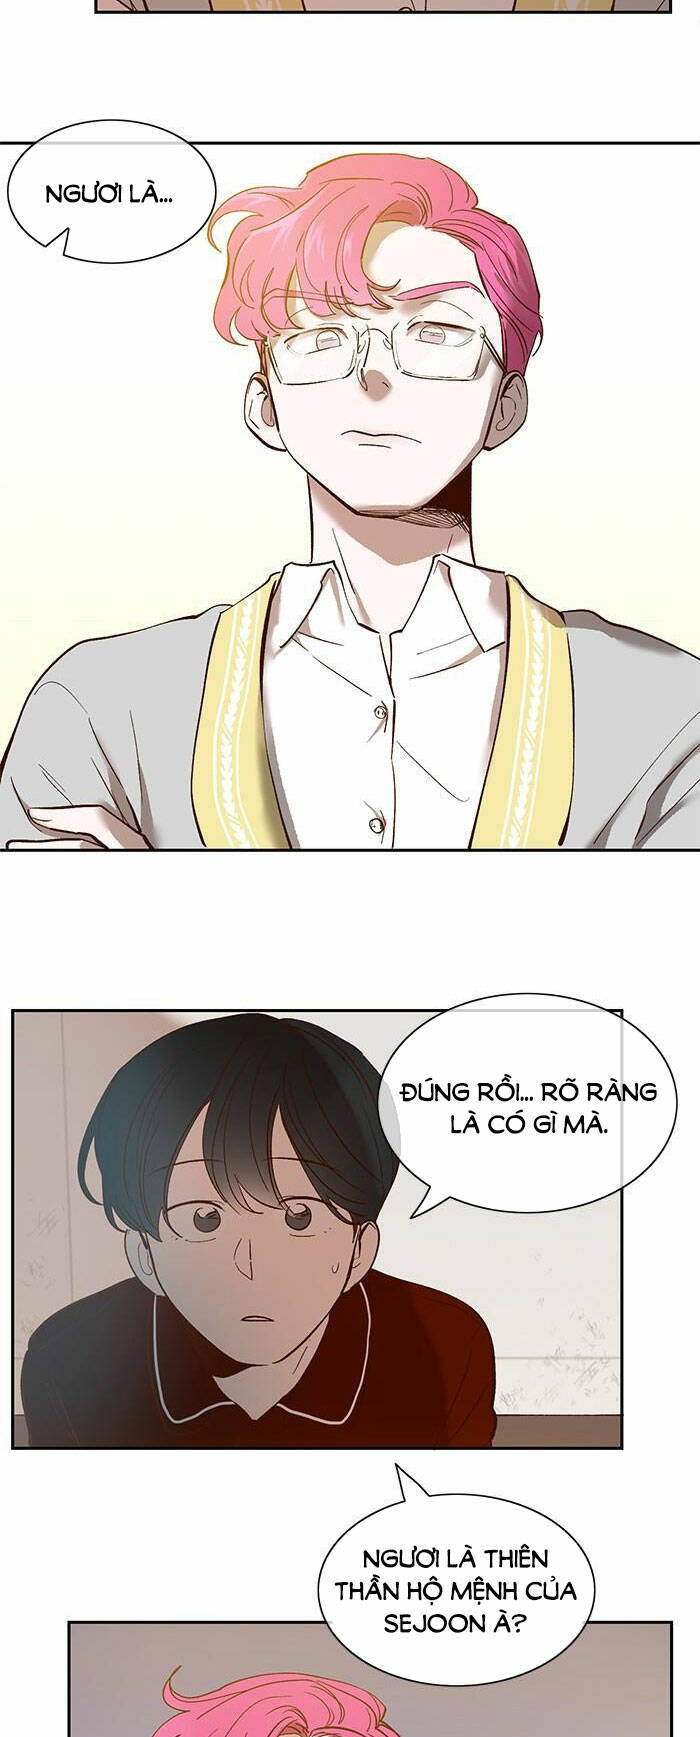 NGƯƠI LÀ...
ĐÚNG RỒI... RÕ RÀNG
LÀ CÓ GÌ MÀ.
NGƯƠI LÀ THIÊN
THẦN HỘ MỆNH CỦA
SEJOON À?